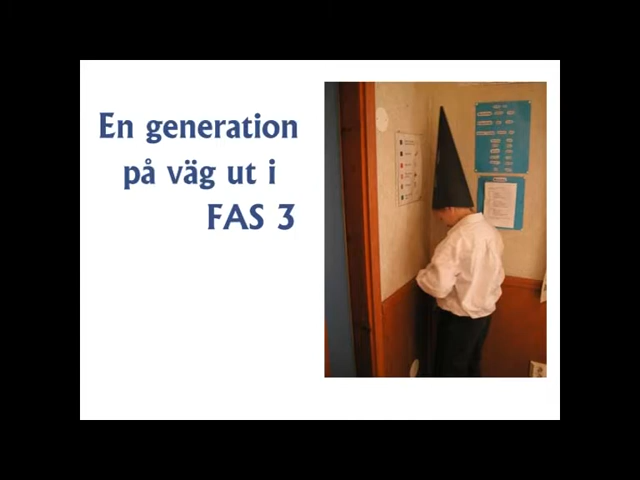 En generation
på väg ut i
FAS 3